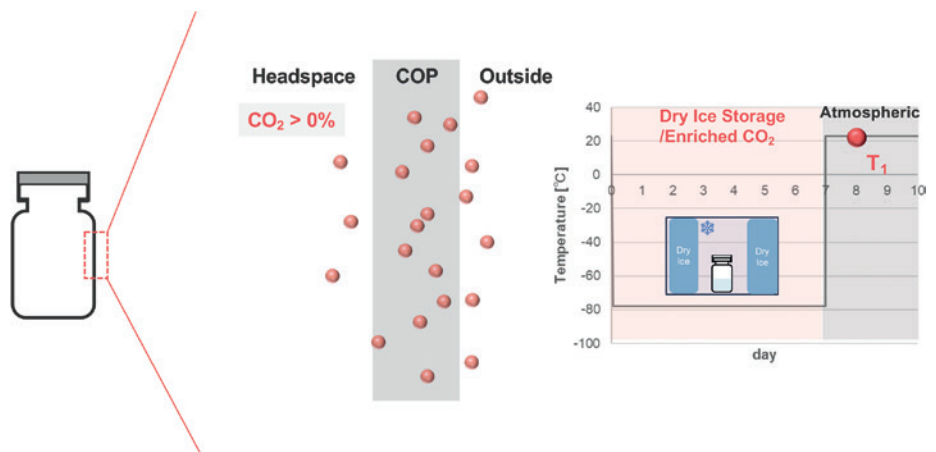 Headspace
COP
Outside
CO₂ > 0%
Dry Ice Storage
/Enriched CO₂
Atmospheric
T₁
Temperature [℃]
40
20
0
-20
-40
-60
-80
-100
0 1 2 3 4 5 6 7 8 9 10
Dry
Ice
Dry
Ice
day